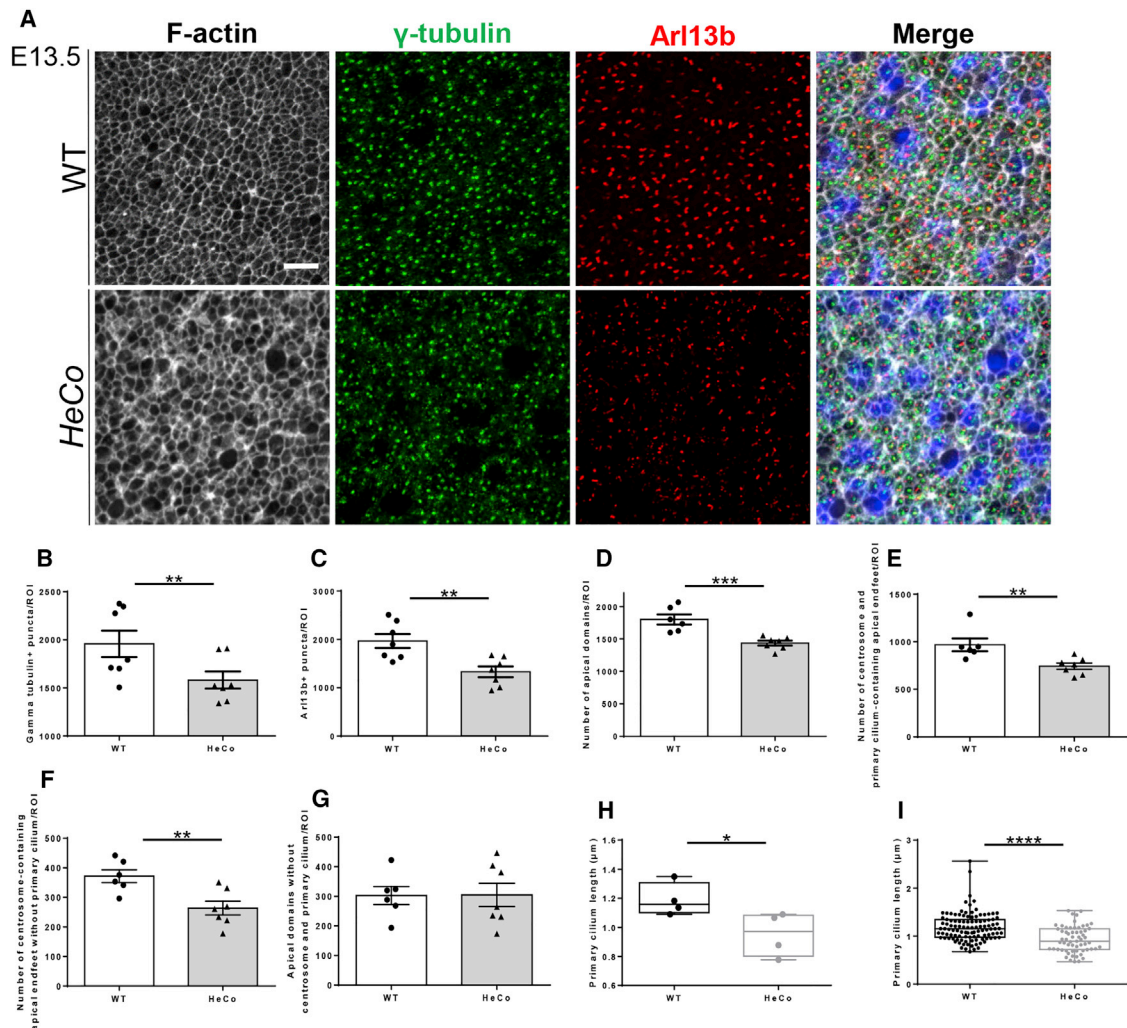 A
F-actin
γ-tubulin
Arl13b
Merge
E13.5
WT
HeCo
B
Gamma tubulin+ puncta/ROI
2500
2000
1500
1000
**
WT
HeCo
C
Arl13b+ puncta/ROI
3000
2000
1000
0
**
WT
HeCo
D
Number of apical domains/ROI
2000
1500
1000
500
0
***
WT
HeCo
E
Number of centrosome and
primary cilium-containing apical endfeet/ROI
1500
1000
500
0
**
WT
HeCo
F
Number of centrosome-containing
apical endfeet without primary cilium/ROI
500
400
300
200
100
0
**
WT
HeCo
G
Apical domains without
centrosome and primary cilium/ROI
500
400
300
200
100
0
WT
HeCo
H
Primary cilium length (μm)
1.6
1.4
1.2
1.0
0.8
0.6
*
WT
HeCo
I
Primary cilium length (μm)
3
2
1
0
****
WT
HeCo